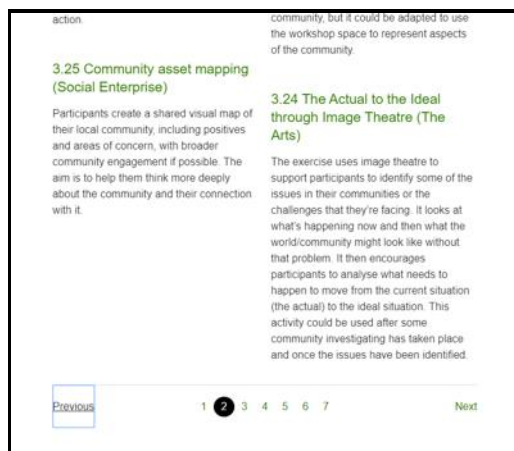 action.
3.25 Community asset mapping
(Social Enterprise)
Participants create a shared visual map
of their local community, including positives
and areas of concern, with broader
community engagement if possible. The
aim is to help them think more deeply
about the community and their connection
with it.
community, but it could be adapted to use
the workshop space to represent aspects
of the community.
3.24 The Actual to the Ideal
through Image Theatre (The
Arts)
The exercise uses image theatre to
support participants to identify some of the
issues in their communities or the
challenges that they're facing. It looks at
what's happening now and then what the
world/community might look like without
that problem. It then encourages
participants to analyse what needs to
happen to move from the current situation
(the actual) to the ideal situation. This
activity could be used after some
community investigating has taken place
and once the issues have been identified.
Previous 1 2 3 4 5 6 7 Next